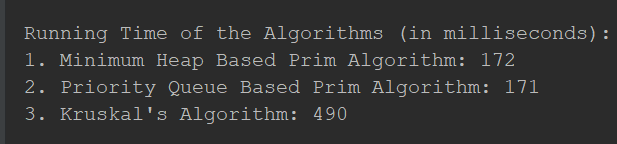 Running Time of the Algorithms (in milliseconds):
1. Minimum Heap Based Prim Algorithm: 172
2. Priority Queue Based Prim Algorithm: 171
3. Kruskal's Algorithm: 490